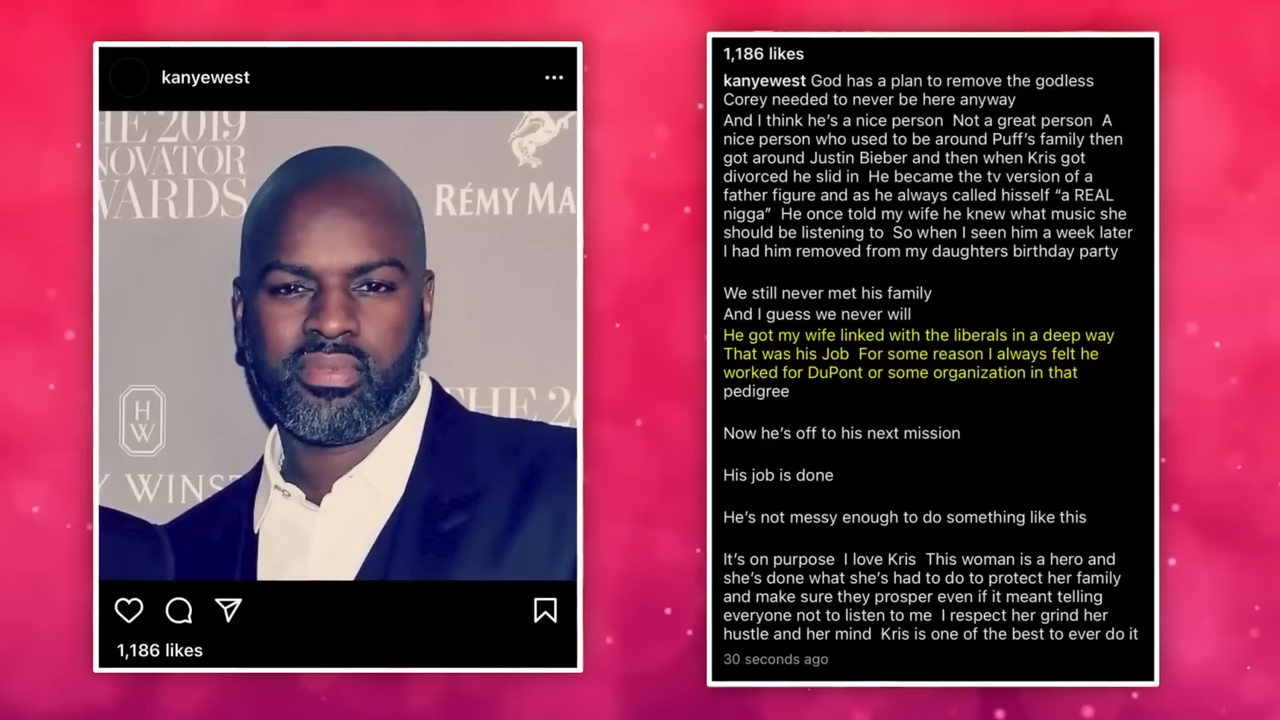 kanyewest
HE 2019
NOVATOR
WARDS
RÉMY MA
H
W
THE 20
Y WINST
1,186 likes
1,186 likes
kanyewest God has a plan to remove the godless
Corey needed to never be here anyway
And I think he's a nice person Not a great person A
nice person who used to be around Puff's family then
got around Justin Bieber and then when Kris got
divorced he slid in He became the tv version of a
father figure and as he always called hisself “a REAL
nigga” He once told my wife he knew what music she
should be listening to So when I seen him a week later
I had him removed from my daughters birthday party
We still never met his family
And I guess we never will
He got my wife linked with the liberals in a deep way
That was his Job For some reason I always felt he
worked for DuPont or some organization in that
pedigree
Now he's off to his next mission
His job is done
He's not messy enough to do something like this
It's on purpose I love Kris This woman is a hero and
she's done what she's had to do to protect her family
and make sure they prosper even if it meant telling
everyone not to listen to me I respect her grind her
hustle and her mind Kris is one of the best to ever do it
30 seconds ago